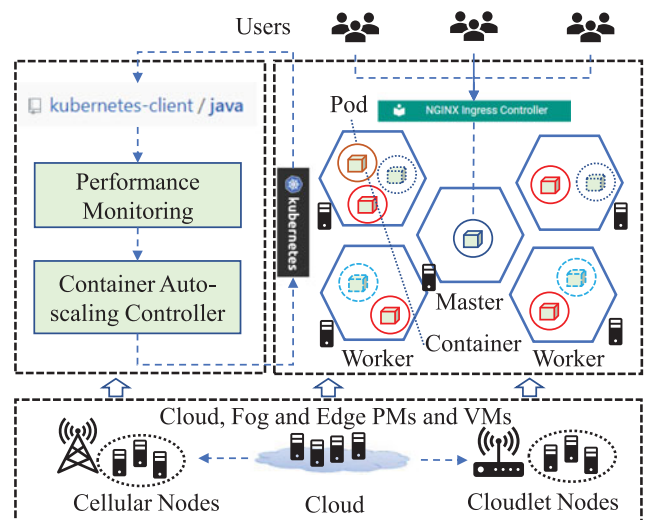 Users
kubernetes-client / java
NGINX Ingress Controller
Pod
Performance
Monitoring
kubernetes
Container Auto-
scaling Controller
Master
Container
Worker
Worker
Cloud, Fog and Edge PMs and VMs
Cellular Nodes
Cloud
Cloudlet Nodes